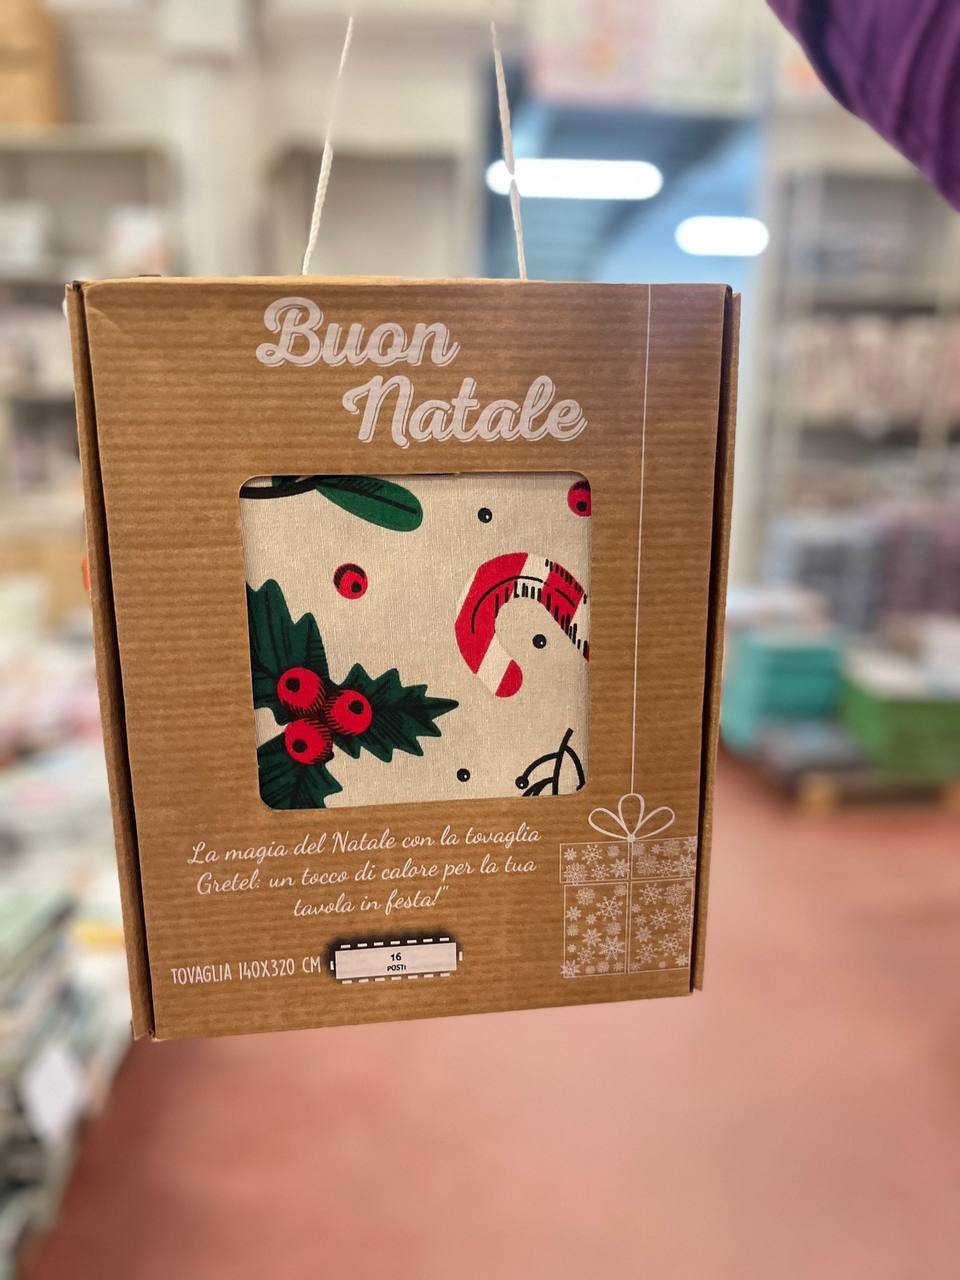 Buon
Natale
La magia del Natale con la tovaglia
Gretel: un tocco di calore per la tua
tavola in festa!"
TOVAGLIA 140X320 CM
16
POSTI